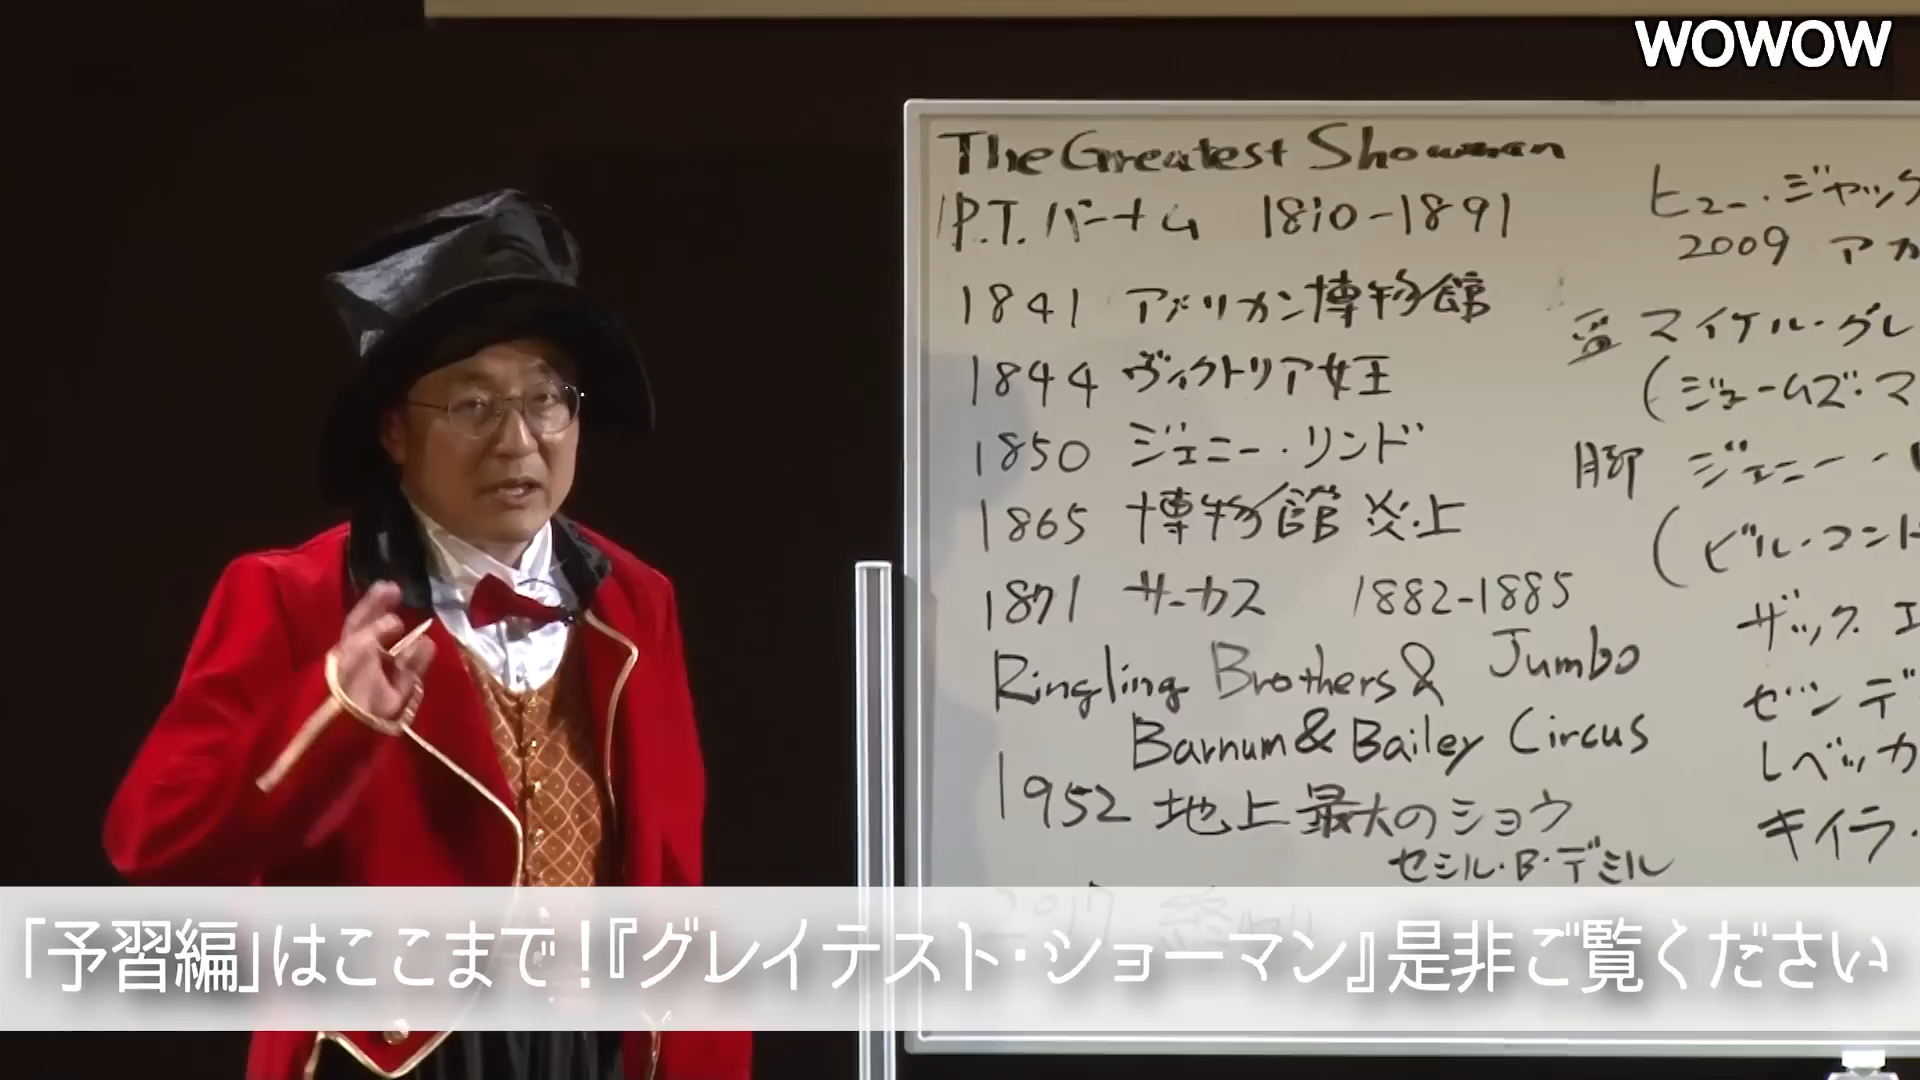 WOWOW
The Greatest Showman
P.T. バーナム 1810-1891
1841 アメリカン博物館
1844 ヴィクトリア女王
1850 ジェニー・リンド
1865 博物館 炎上
1871 サーカス 1882-1885
Ringling Brothers & Jumbo
Barnum & Bailey Circus
1952 地上最大のショウ
セシル・B・デミル
2017
ヒュー・ジャック
2009 アカ
監 マイケル・グレ
(ジェームズ・マ
脚 ジェニー・
(ビル・コンド
ザック エ
ゼンデ
レベッカ
キイラ・
「予習編」はここまで!『グレイテスト・ショーマン』是非ご覧ください